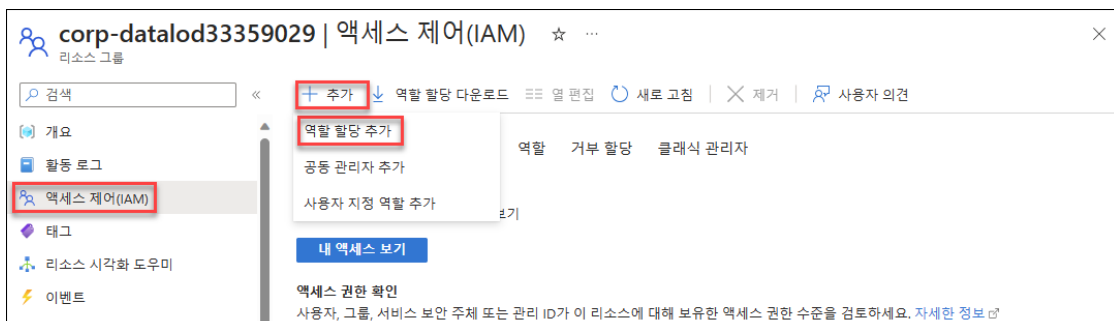 corp-datalod33359029 | 액세스 제어(IAM) ☆ ···
리소스 그룹
검색
추가 역할 할당 다운로드 열 편집 새로 고침 제거 사용자 의견
개요
활동 로그
액세스 제어(IAM)
태그
리소스 시각화 도우미
이벤트
역할 할당 추가
공동 관리자 추가
사용자 지정 역할 추가
역할 거부 할당 클래식 관리자
보기
내 액세스 보기
액세스 권한 확인
사용자, 그룹, 서비스 보안 주체 또는 관리 ID가 이 리소스에 대해 보유한 액세스 권한 수준을 검토하세요. 자세한 정보